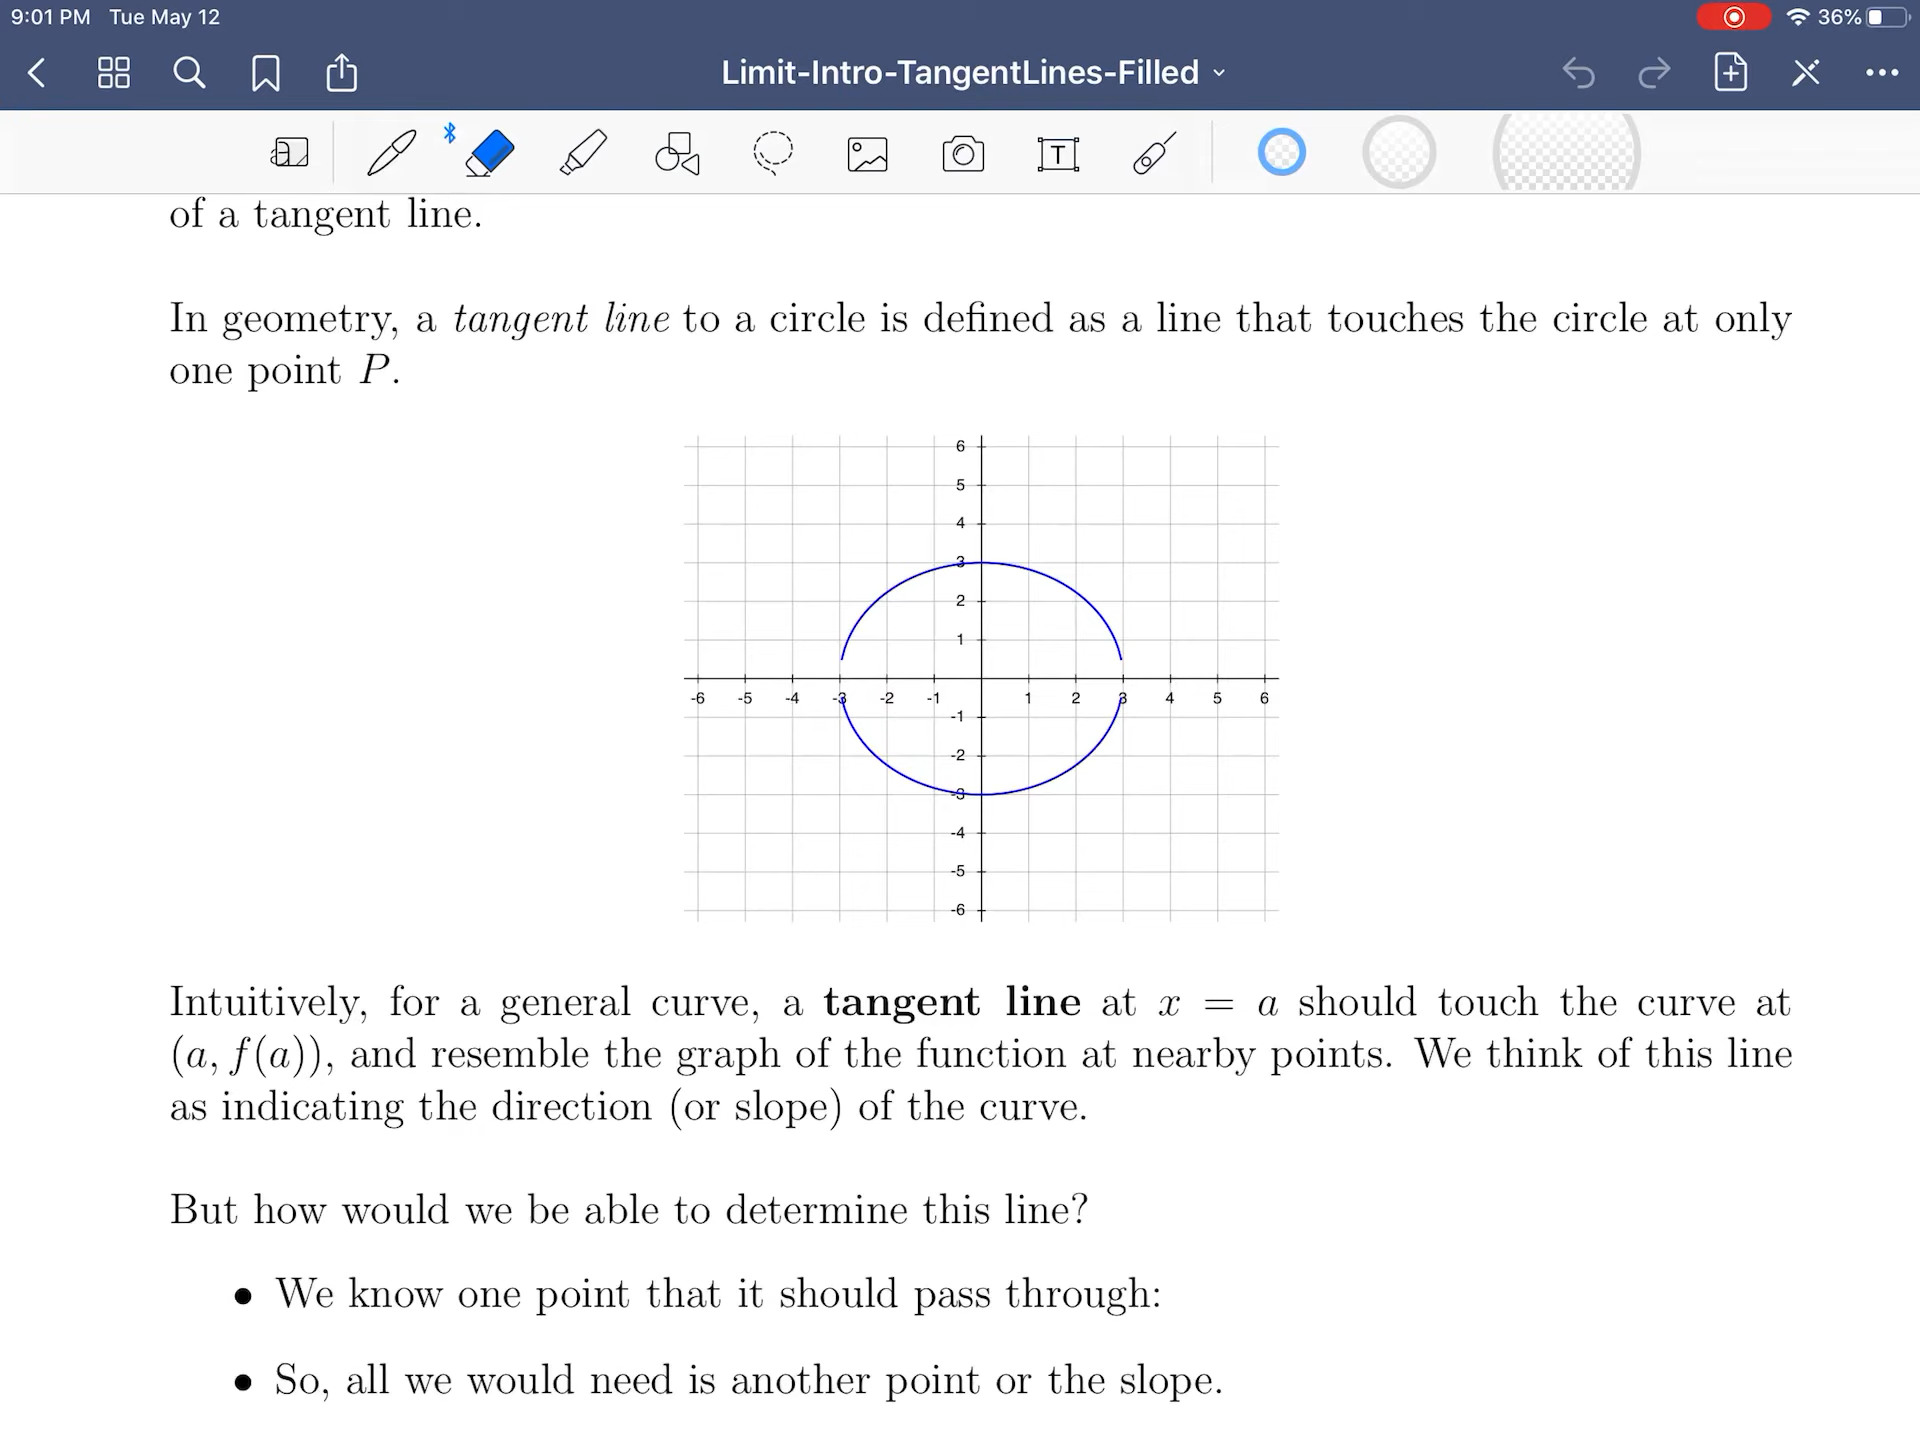 9:01 PM Tue May 12
36%
Limit-Intro-TangentLines-Filled
a
T
of a tangent line.
In geometry, a tangent line to a circle is defined as a line that touches the circle at only
one point P.
6
5
4
3
2
1
-6 -5 -4 -3 -2 -1 1 2 3 4 5 6
-1
-2
-3
-4
-5
-6
Intuitively, for a general curve, a tangent line at x = a should touch the curve at
(a, f(a)), and resemble the graph of the function at nearby points. We think of this line
as indicating the direction (or slope) of the curve.
But how would we be able to determine this line?
• We know one point that it should pass through:
• So, all we would need is another point or the slope.